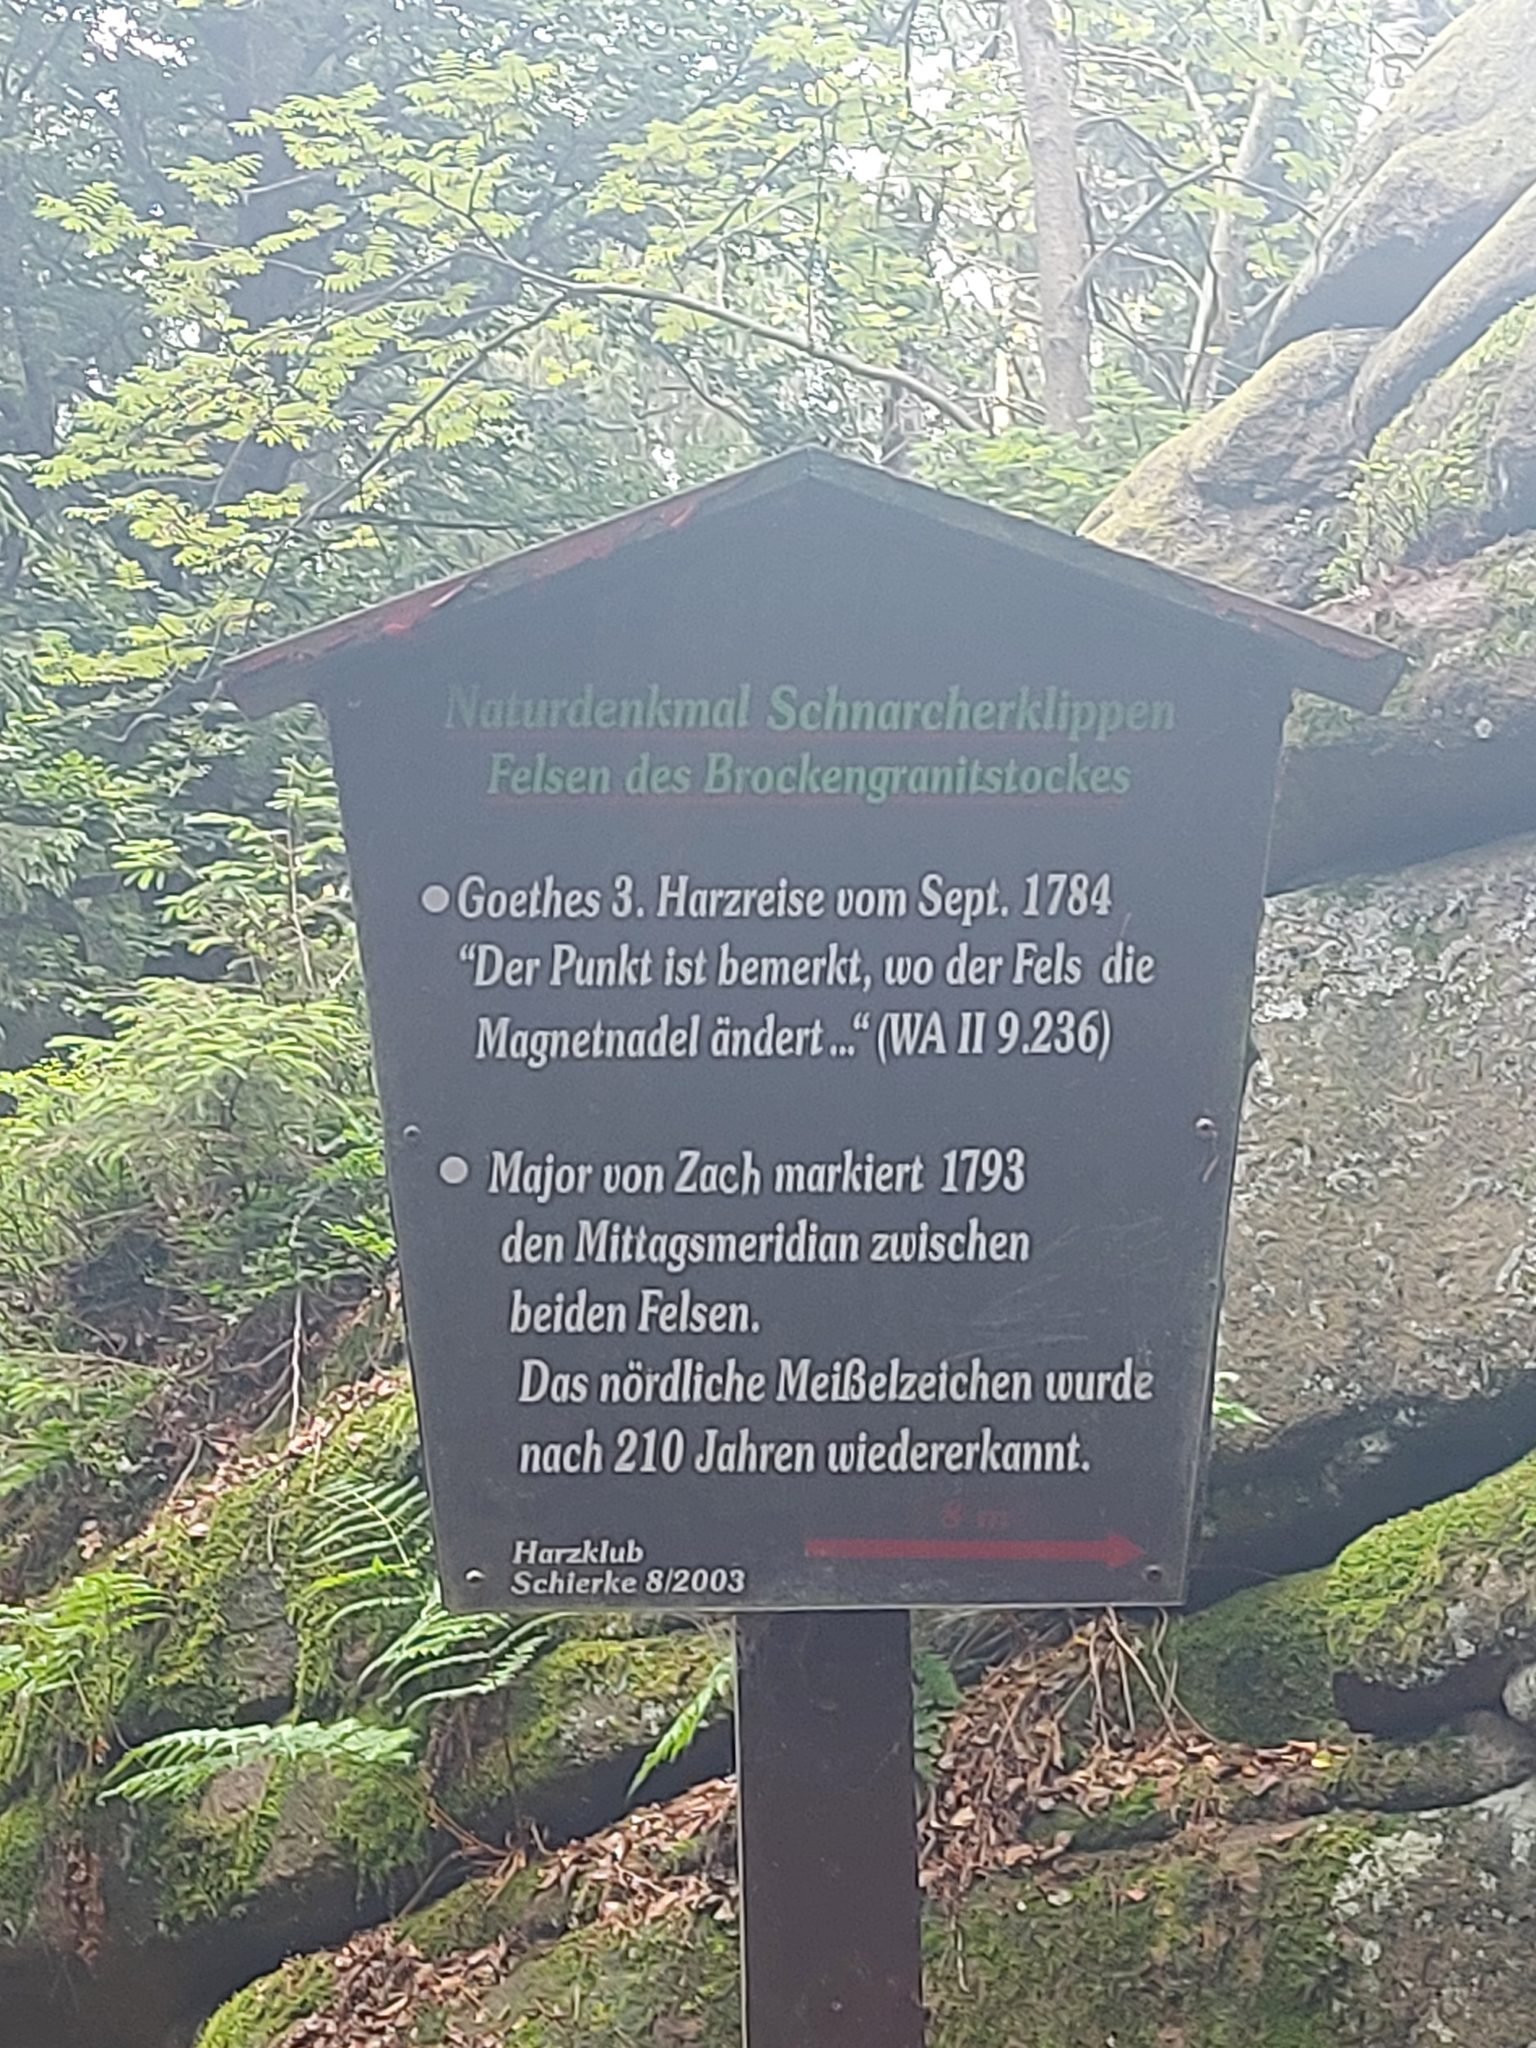 Naturdenkmal Schnarcherklippen
Felsen des Brockengranitstockes
Goethes 3. Harzreise vom Sept. 1784
“Der Punkt ist bemerkt, wo der Fels die
Magnetnadel ändert...“ (WA II 9.236)
Major von Zach markiert 1793
den Mittagsmeridian zwischen
beiden Felsen.
Das nördliche Meißelzeichen wurde
nach 210 Jahren wiedererkannt.
Harzklub
Schierke 8/2003